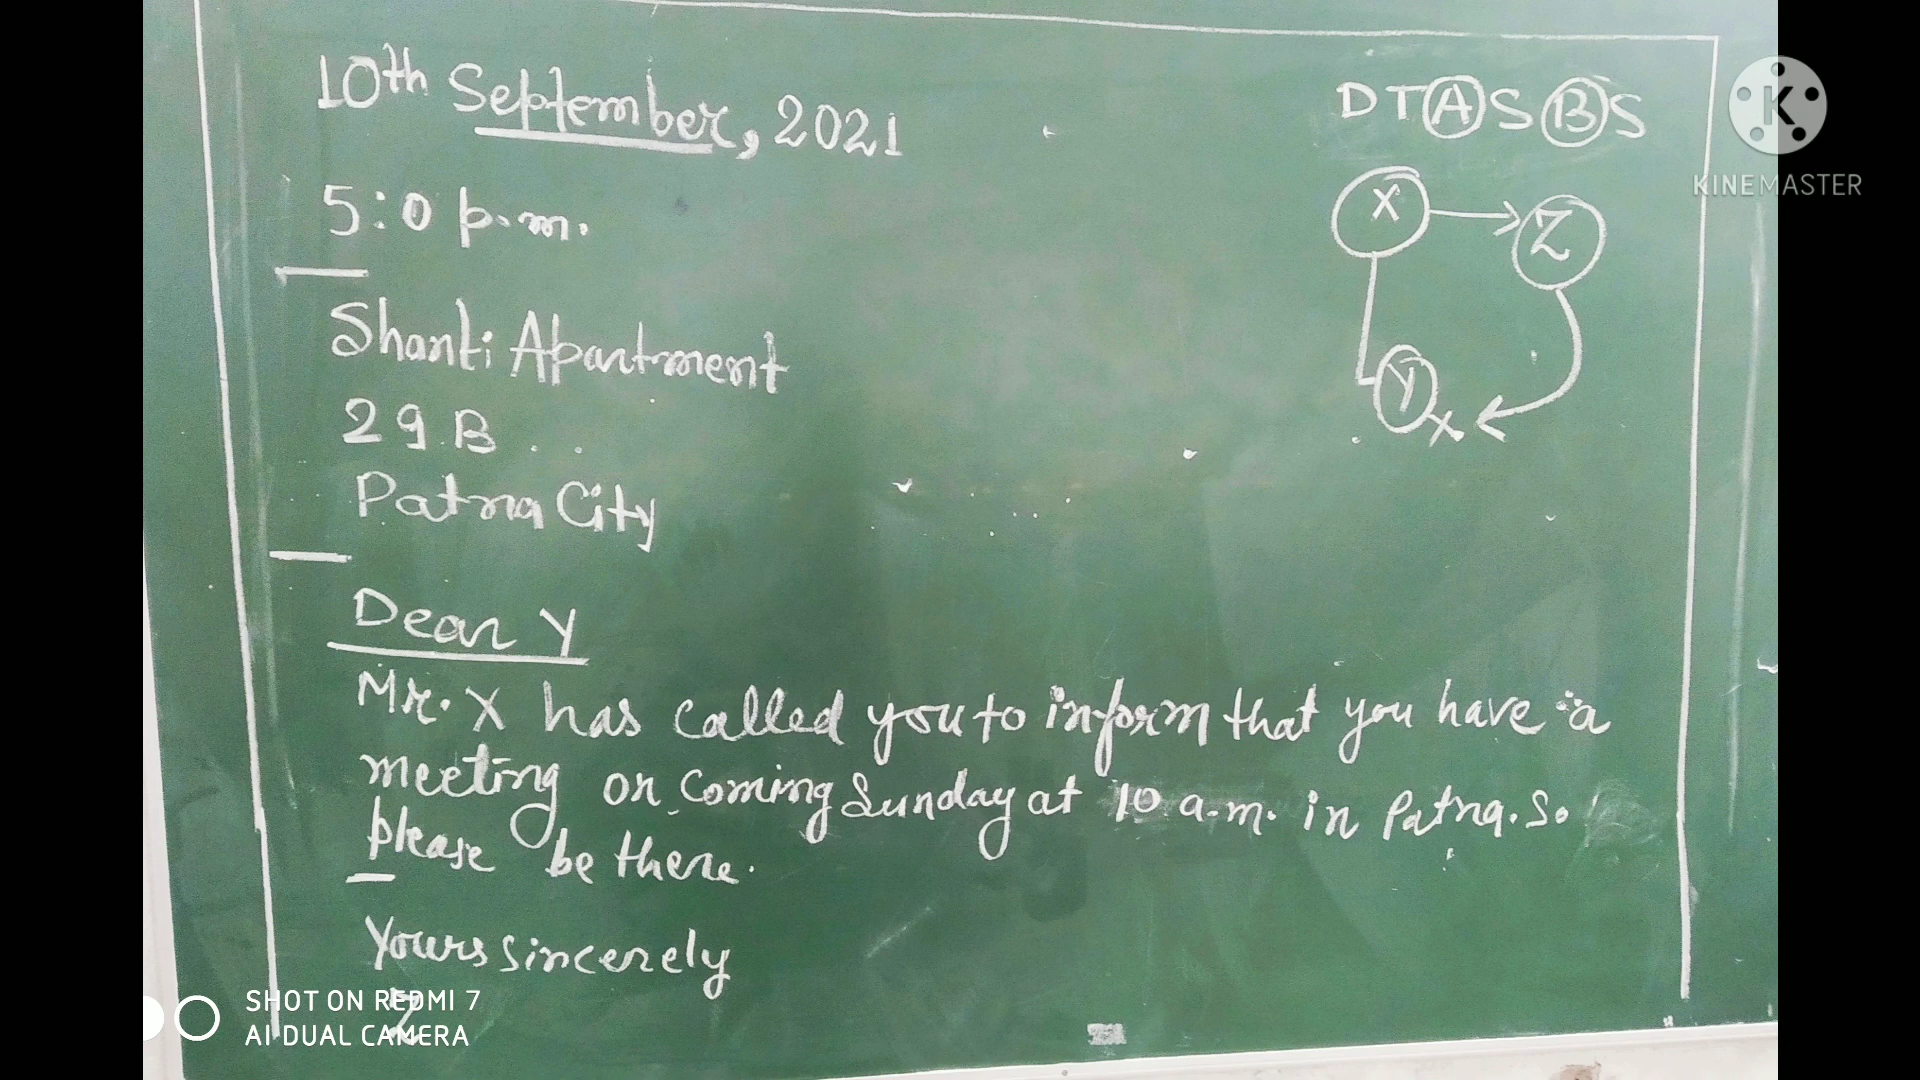 10th September, 2021
5:0 p.m.
Shanti Apartment
29.B
Patna City
Dear Y
Mr. X has called you to inform that you have a
meeting on coming Sunday at 10 a.m. in Patna. So
please be there.
Yours sincerely
Z
DTASBS
X
Z
Y
x
K
KINEMASTER
SHOT ON REDMI 7
AI DUAL CAMERA